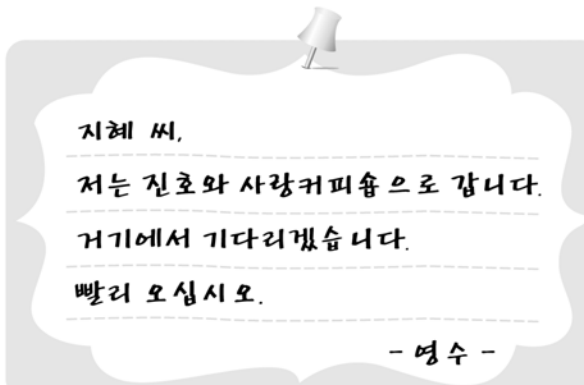 지혜 씨,
저는 진호와 사랑커피숍으로 갑니다.
거기에서 기다리겠습니다.
빨리 오십시오.
- 영수 -